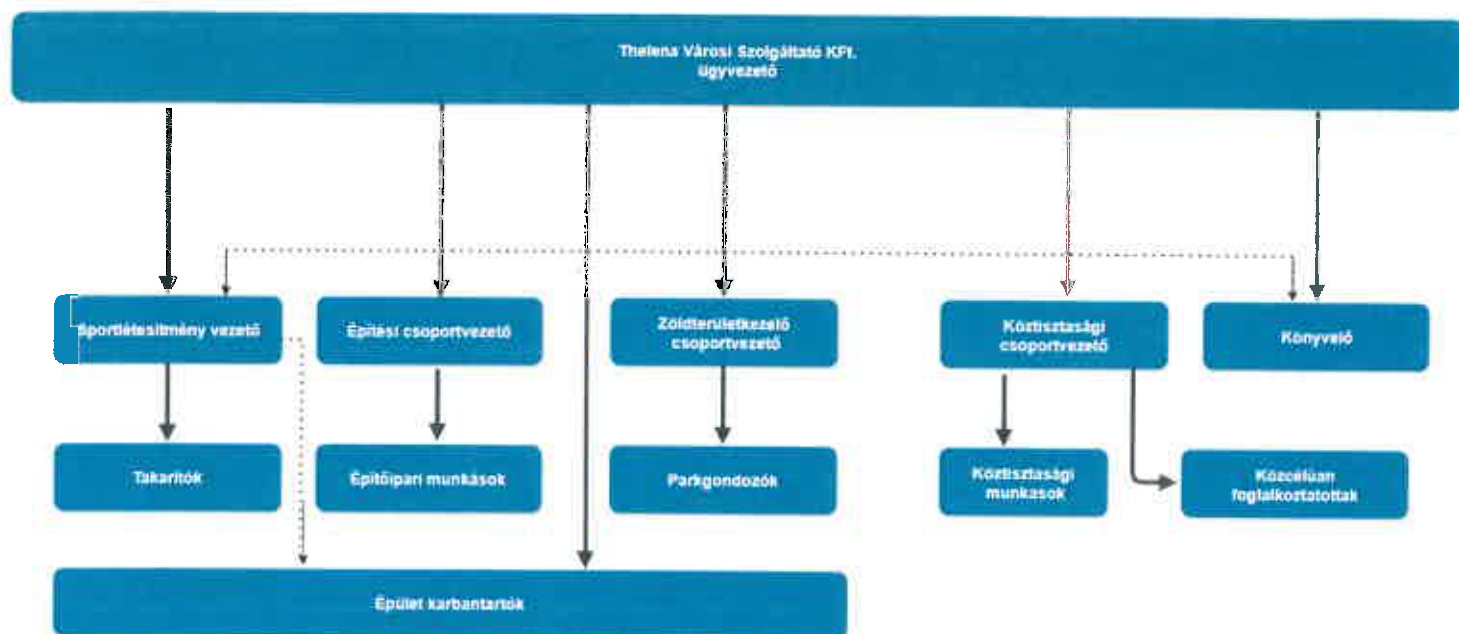 Thelena Városi Szolgáltató KFt.
ügyvezető
Sportlétesítmény vezető
Építési csoportvezető
Zöldterületkezelő
csoportvezető
Köztisztasági
csoportvezető
Könyvelő
Takarítók
Építőipari munkások
Parkgondozók
Köztisztasági
munkások
Közcélúan
foglalkoztatottak
Épület karbantartók